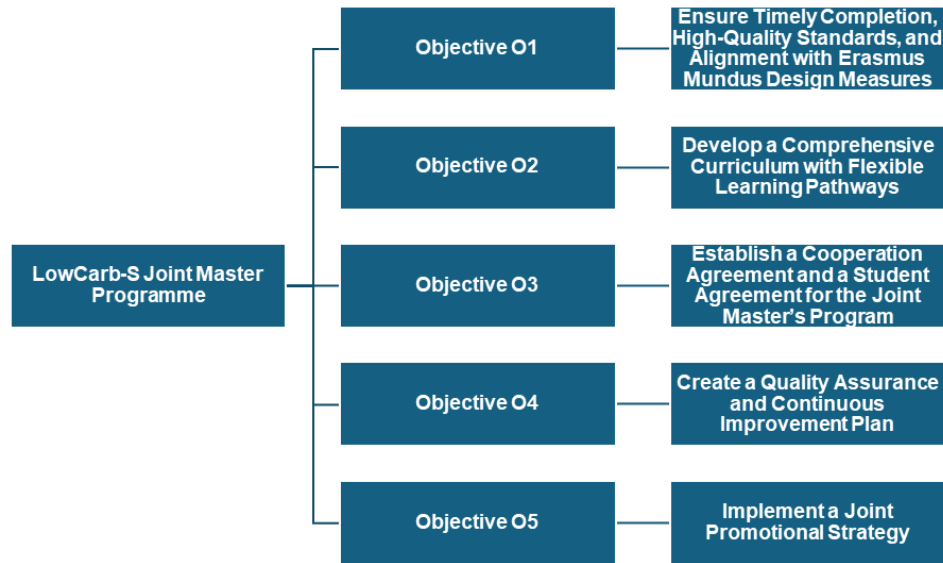 Objective O1
Ensure Timely Completion,
High-Quality Standards, and
Alignment with Erasmus
Mundus Design Measures
Objective O2
Develop a Comprehensive
Curriculum with Flexible
Learning Pathways
LowCarb-S Joint Master
Programme
Objective O3
Establish a Cooperation
Agreement and a Student
Agreement for the Joint
Master’s Program
Objective O4
Create a Quality Assurance
and Continuous
Improvement Plan
Objective O5
Implement a Joint
Promotional Strategy